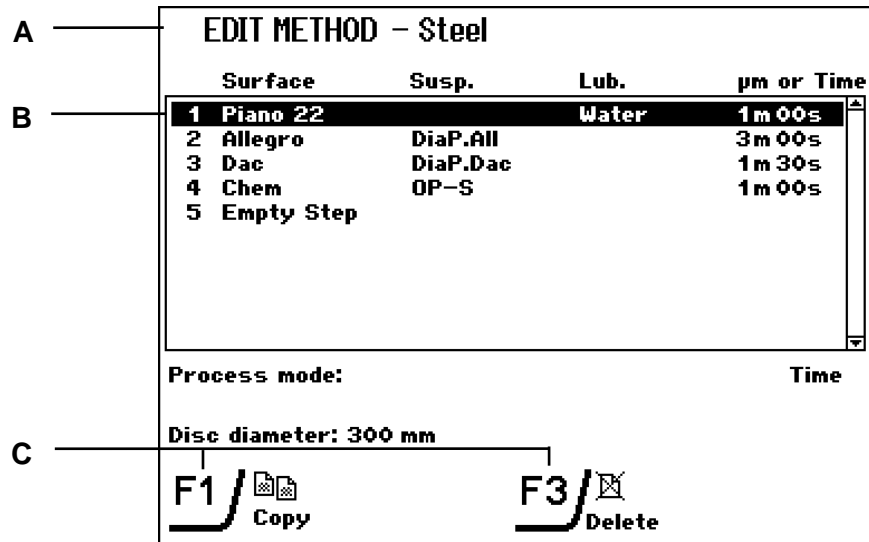 A EDIT METHOD – Steel
Surface Susp. Lub. µm or Time
B 1 Piano 22 Water 1m 00s
2 Allegro DiaP.All 3m 00s
3 Dac DiaP.Dac 1m 30s
4 Chem OP-S 1m 00s
5 Empty Step
Process mode: Time
Disc diameter: 300 mm
C
F1 Copy F3 Delete